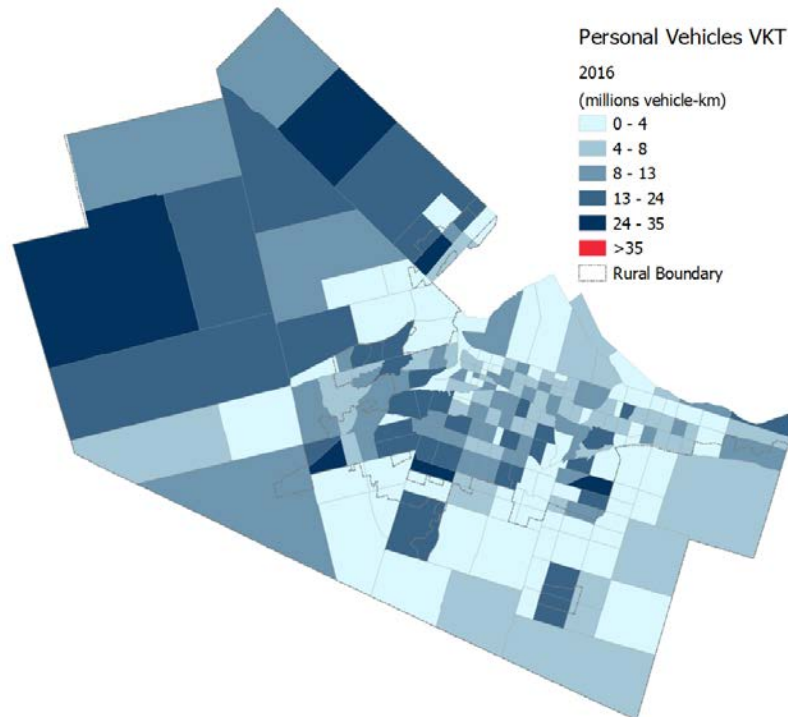 Personal Vehicles VKT
2016
(millions vehicle-km)
0 - 4
4 - 8
8 - 13
13 - 24
24 - 35
>35
Rural Boundary